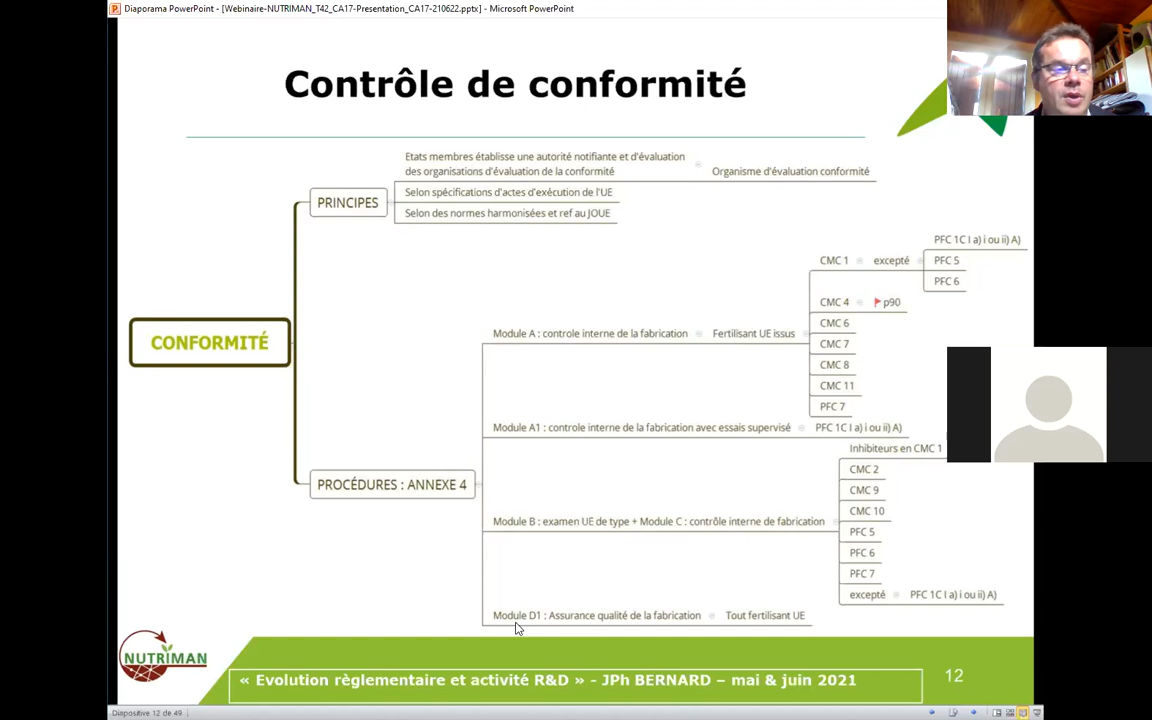 Diaporama PowerPoint - [Webinaire-NUTRIMAN_T42_CA17-Presentation_CA17-210622.pptx] - Microsoft PowerPoint
Contrôle de conformité
CONFORMITÉ
PRINCIPES
Etats membres établisse une autorité notifiante et d'évaluation
des organisations d'évaluation de la conformité
Organisme d'évaluation conformité
Selon spécifications d'actes d'exécution de l'UE
Selon des normes harmonisées et ref au JOUE
PROCÉDURES : ANNEXE 4
Module A : controle interne de la fabrication
Fertilisant UE issus
CMC 1
excepté
PFC 1C I a) i ou ii) A)
PFC 5
PFC 6
CMC 4
p90
CMC 6
CMC 7
CMC 8
CMC 11
PFC 7
Module A1 : controle interne de la fabrication avec essais supervisé
PFC 1C I a) i ou ii) A)
Module B : examen UE de type + Module C : contrôle interne de fabrication
Inhibiteurs en CMC 1
CMC 2
CMC 9
CMC 10
PFC 5
PFC 6
PFC 7
excepté
PFC 1C I a) i ou ii) A)
Module D1 : Assurance qualité de la fabrication
Tout fertilisant UE
NUTRIMAN
« Evolution règlementaire et activité R&D » - JPh BERNARD – mai & juin 2021
12
Diapositive 12 de 49